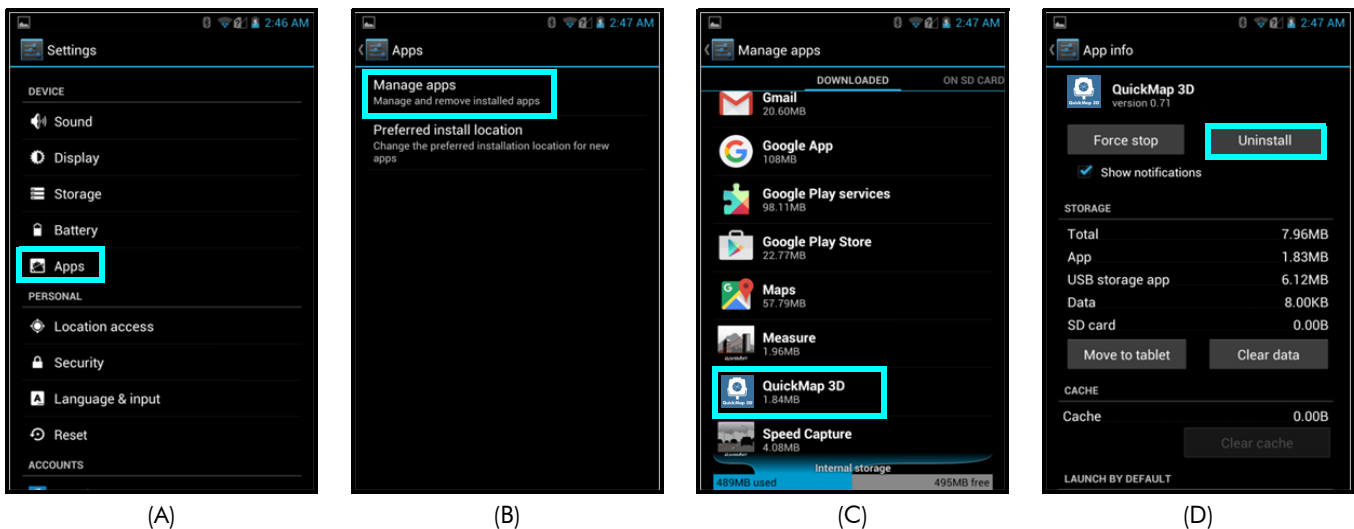 2:46 AM
Settings
DEVICE
Sound
Display
Storage
Battery
Apps
PERSONAL
Location access
Security
A Language & input
Reset
ACCOUNTS
(A)
2:47 AM
Apps
Manage apps
Manage and remove installed apps
Preferred install location
Change the preferred installation location for new
apps
(B)
2:47 AM
Manage apps
DOWNLOADED ON SD CARD
Gmail
20.60MB
Google App
108MB
Google Play services
98.11MB
Google Play Store
22.77MB
Maps
57.79MB
Measure
1.96MB
QuickMap 3D
QuickMap 3D
1.84MB
Speed Capture
4.08MB
Internal storage
489MB used 495MB free
(C)
2:47 AM
App info
QuickMap 3D
QuickMap 3D
version 0.71
Force stop Uninstall
Show notifications
STORAGE
Total 7.96MB
App 1.83MB
USB storage app 6.12MB
Data 8.00KB
SD card 0.00B
Move to tablet Clear data
CACHE
Cache 0.00B
Clear cache
LAUNCH BY DEFAULT
(D)